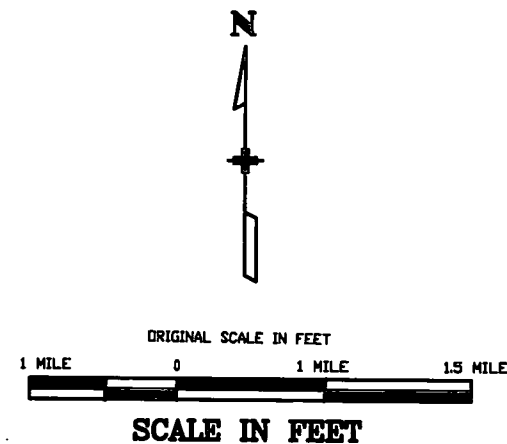 N
ORIGINAL SCALE IN FEET
1 MILE 0 1 MILE 1.5 MILE
SCALE IN FEET